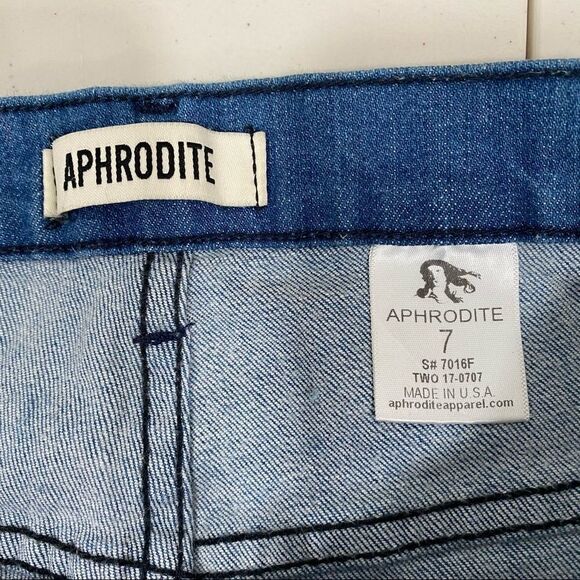 APHRODITE
APHRODITE
7
S# 7016F
TWO 17-0707
MADE IN U.S.A.
aphroditeapparel.com